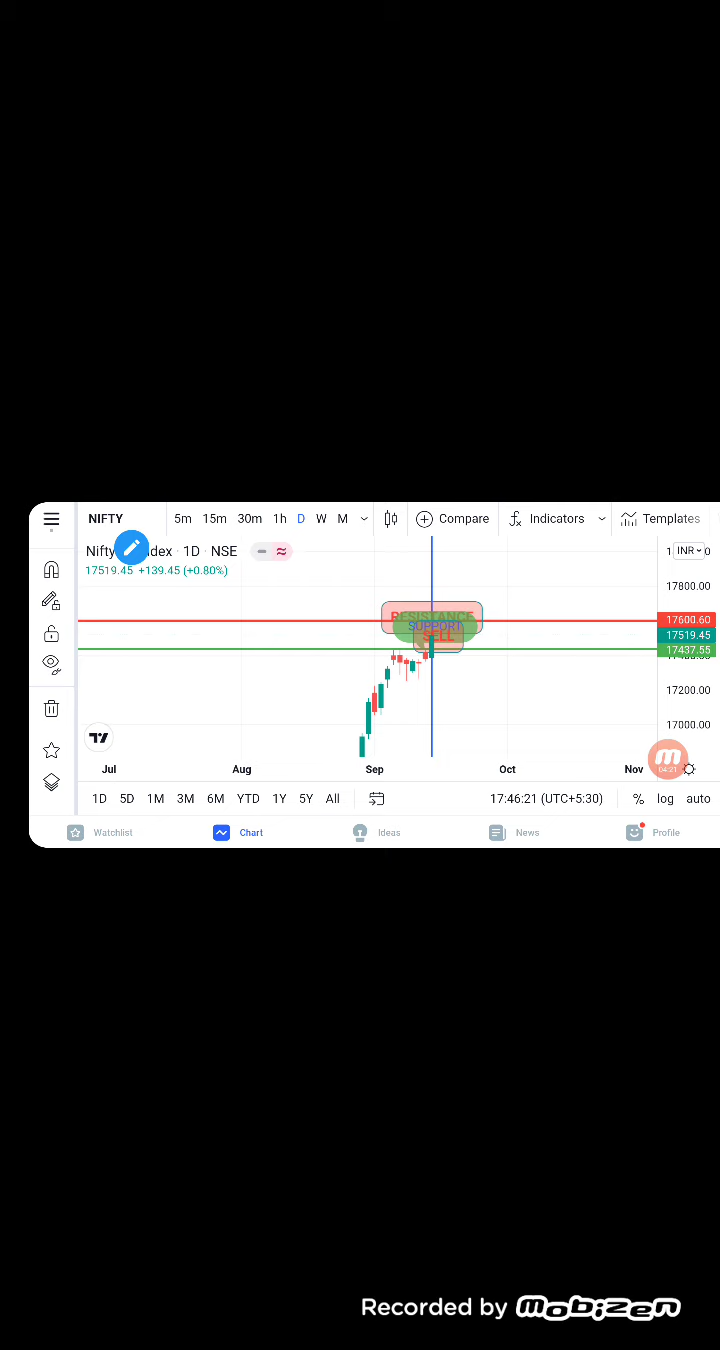 NIFTY 5m 15m 30m 1h D W M Compare Indicators Templates
Nifty dex · 1D · NSE INR
17519.45 +139.45 (+0.80%)
17800.00
RESISTANCE 17600.60
SUPPORT
SELL 17519.45
17437.55
17200.00
17000.00
04:21
Jul Aug Sep Oct Nov
1D 5D 1M 3M 6M YTD 1Y 5Y All 17:46:21 (UTC+5:30) % log auto
Watchlist Chart Ideas News Profile
Recorded by mobizen